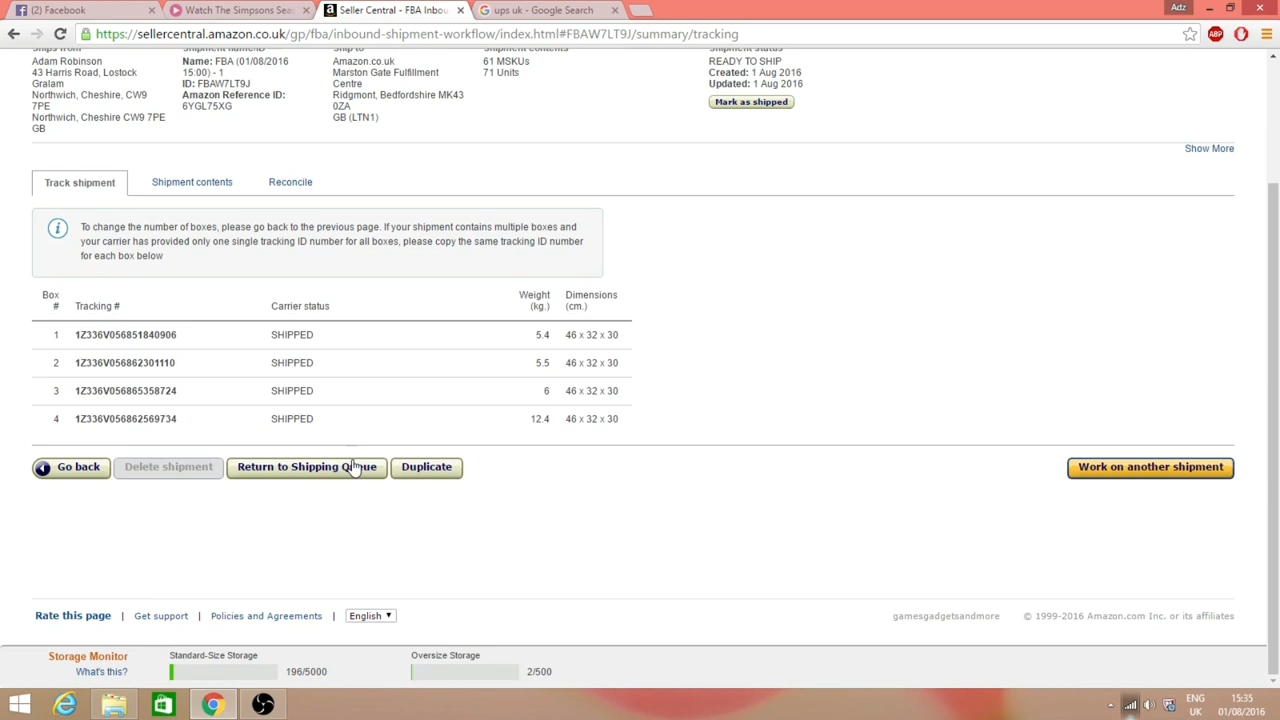 (2) Facebook
Watch The Simpsons Sea
Seller Central - FBA Inbou
ups uk - Google Search
Adz
https://sellercentral.amazon.co.uk/gp/fba/inbound-shipment-workflow/index.html#FBAW7LT9J/summary/tracking
ABP
Ships from
Adam Robinson
43 Harris Road, Lostock
Gralam
Northwich, Cheshire, CW9
7PE
Northwich, Cheshire CW9 7PE
GB
Shipment name/ID
Name: FBA (01/08/2016
15:00) - 1
ID: FBAW7LT9J
Amazon Reference ID:
6YGL75XG
Ship to
Amazon.co.uk
Marston Gate Fulfillment
Centre
Ridgmont, Bedfordshire MK43
0ZA
GB (LTN1)
Shipment contents
61 MSKUs
71 Units
Shipment status
READY TO SHIP
Created: 1 Aug 2016
Updated: 1 Aug 2016
Mark as shipped
Show More
Track shipment
Shipment contents
Reconcile
i
To change the number of boxes, please go back to the previous page. If your shipment contains multiple boxes and
your carrier has provided only one single tracking ID number for all boxes, please copy the same tracking ID number
for each box below
Box # Tracking # Carrier status Weight (kg.) Dimensions (cm.)
1 1Z336V056851840906 SHIPPED 5.4 46 x 32 x 30
2 1Z336V056862301110 SHIPPED 5.5 46 x 32 x 30
3 1Z336V056865358724 SHIPPED 6 46 x 32 x 30
4 1Z336V056862569734 SHIPPED 12.4 46 x 32 x 30
Go back
Delete shipment
Return to Shipping Queue
Duplicate
Work on another shipment
Rate this page | Get support | Policies and Agreements | English
gamesgadgetsandmore © 1999-2016 Amazon.com Inc. or its affiliates
Storage Monitor
What's this?
Standard-Size Storage
196/5000
Oversize Storage
2/500
ENG
UK
15:35
01/08/2016